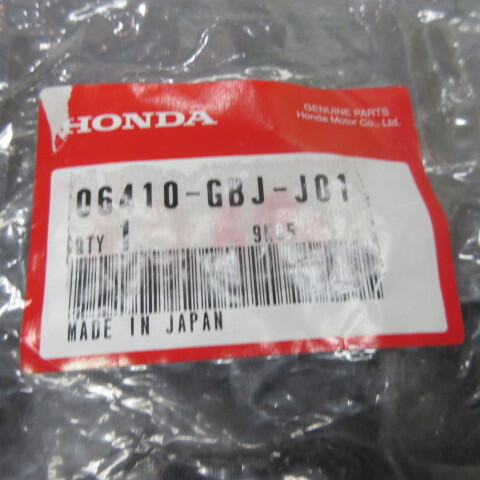 HONDA
GENUINE PARTS
Honda Motor Co., Ltd.
06410-GBJ-J01
QTY 1
MADE IN JAPAN